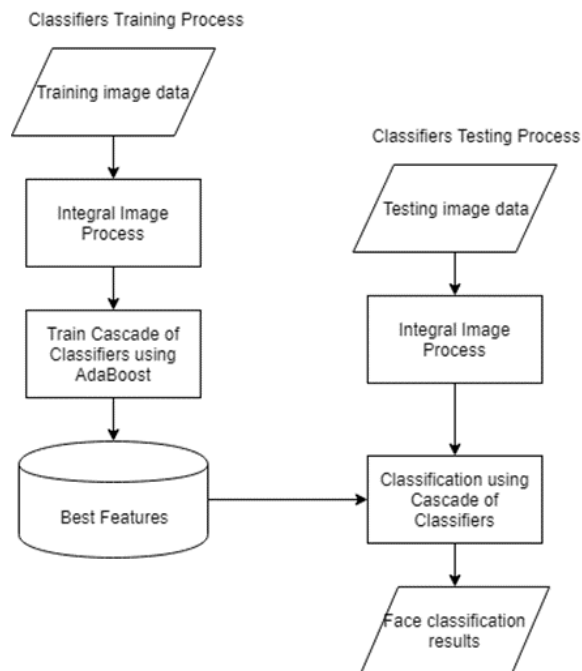 Classifiers Training Process
Training image data
Integral Image
Process
Train Cascade of
Classifiers using
AdaBoost
Best Features
Classifiers Testing Process
Testing image data
Integral Image
Process
Classification using
Cascade of
Classifiers
Face classification
results